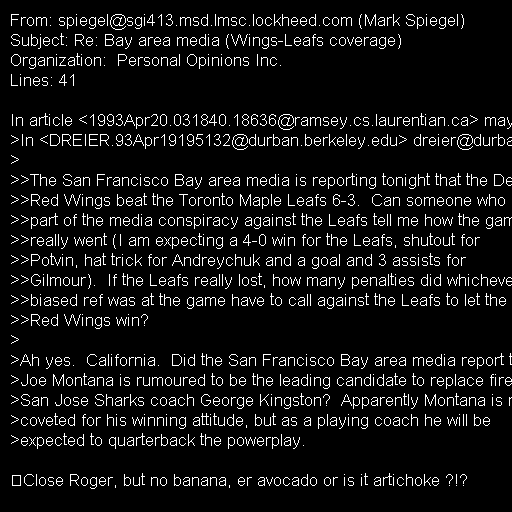 From: spiegel@sgi413.msd.lmsc.lockheed.com (Mark Spiegel)
Subject: Re: Bay area media (Wings-Leafs coverage)
Organization:  Personal Opinions Inc.
Lines: 41

In article <1993Apr20.031840.18636@ramsey.cs.laurentian.ca> may
>In <DREIER.93Apr19195132@durban.berkeley.edu> dreier@durba
>
>>The San Francisco Bay area media is reporting tonight that the De
>>Red Wings beat the Toronto Maple Leafs 6-3.  Can someone who
>>part of the media conspiracy against the Leafs tell me how the gam
>>really went (I am expecting a 4-0 win for the Leafs, shutout for
>>Potvin, hat trick for Andreychuk and a goal and 3 assists for
>>Gilmour).  If the Leafs really lost, how many penalties did whicheve
>>biased ref was at the game have to call against the Leafs to let the
>>Red Wings win?
>
>Ah yes.  California.  Did the San Francisco Bay area media report t
>Joe Montana is rumoured to be the leading candidate to replace fire
>San Jose Sharks coach George Kingston?  Apparently Montana is
>coveted for his winning attitude, but as a playing coach he will be
>expected to quarterback the powerplay.

Close Roger, but no banana, er avocado or is it artichoke ?!?